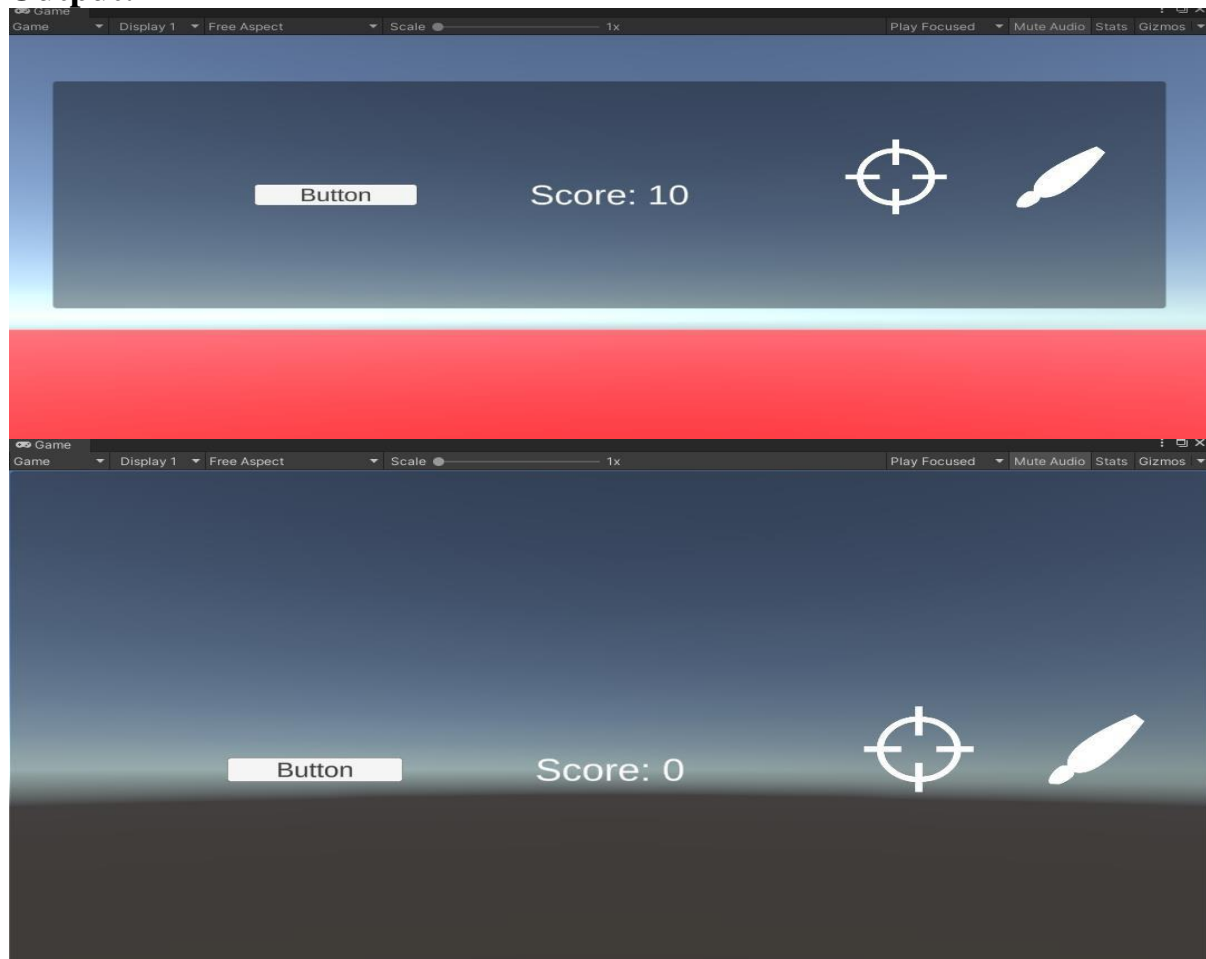 Game
Game Display 1 Free Aspect Scale 1x Play Focused Mute Audio Stats Gizmos
Button Score: 10
Game
Game Display 1 Free Aspect Scale 1x Play Focused Mute Audio Stats Gizmos
Button Score: 0